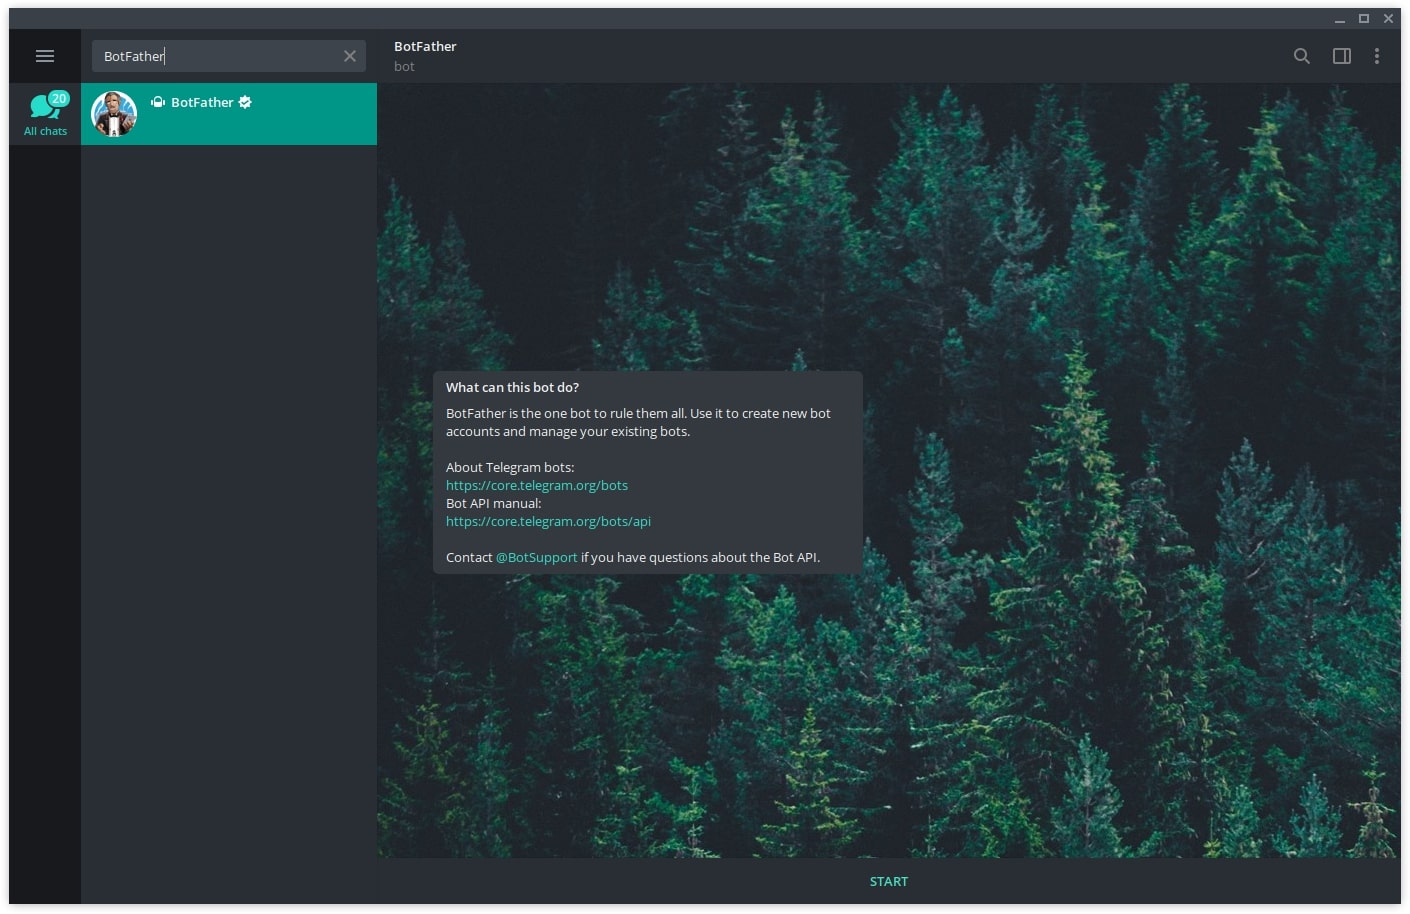 BotFather
20
All chats
BotFather
BotFather
bot
What can this bot do?
BotFather is the one bot to rule them all. Use it to create new bot
accounts and manage your existing bots.
About Telegram bots:
https://core.telegram.org/bots
Bot API manual:
https://core.telegram.org/bots/api
Contact @BotSupport if you have questions about the Bot API.
START